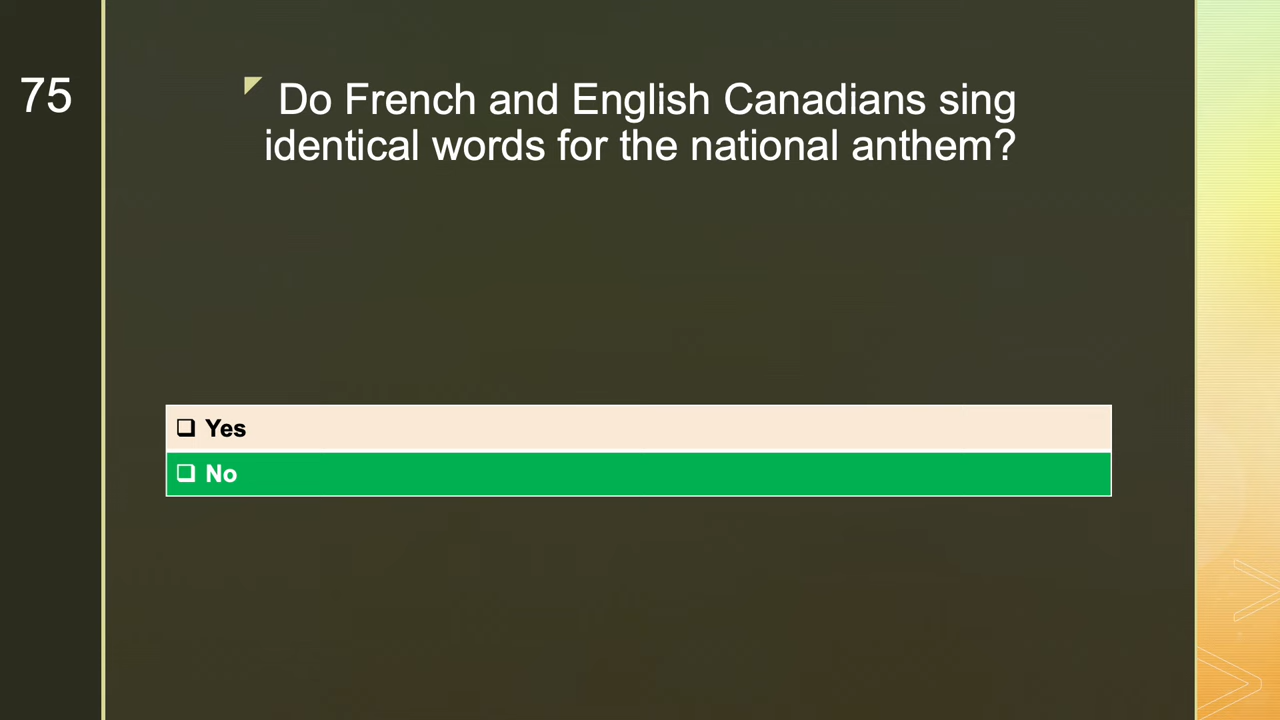 75
Do French and English Canadians sing
identical words for the national anthem?
Yes
No